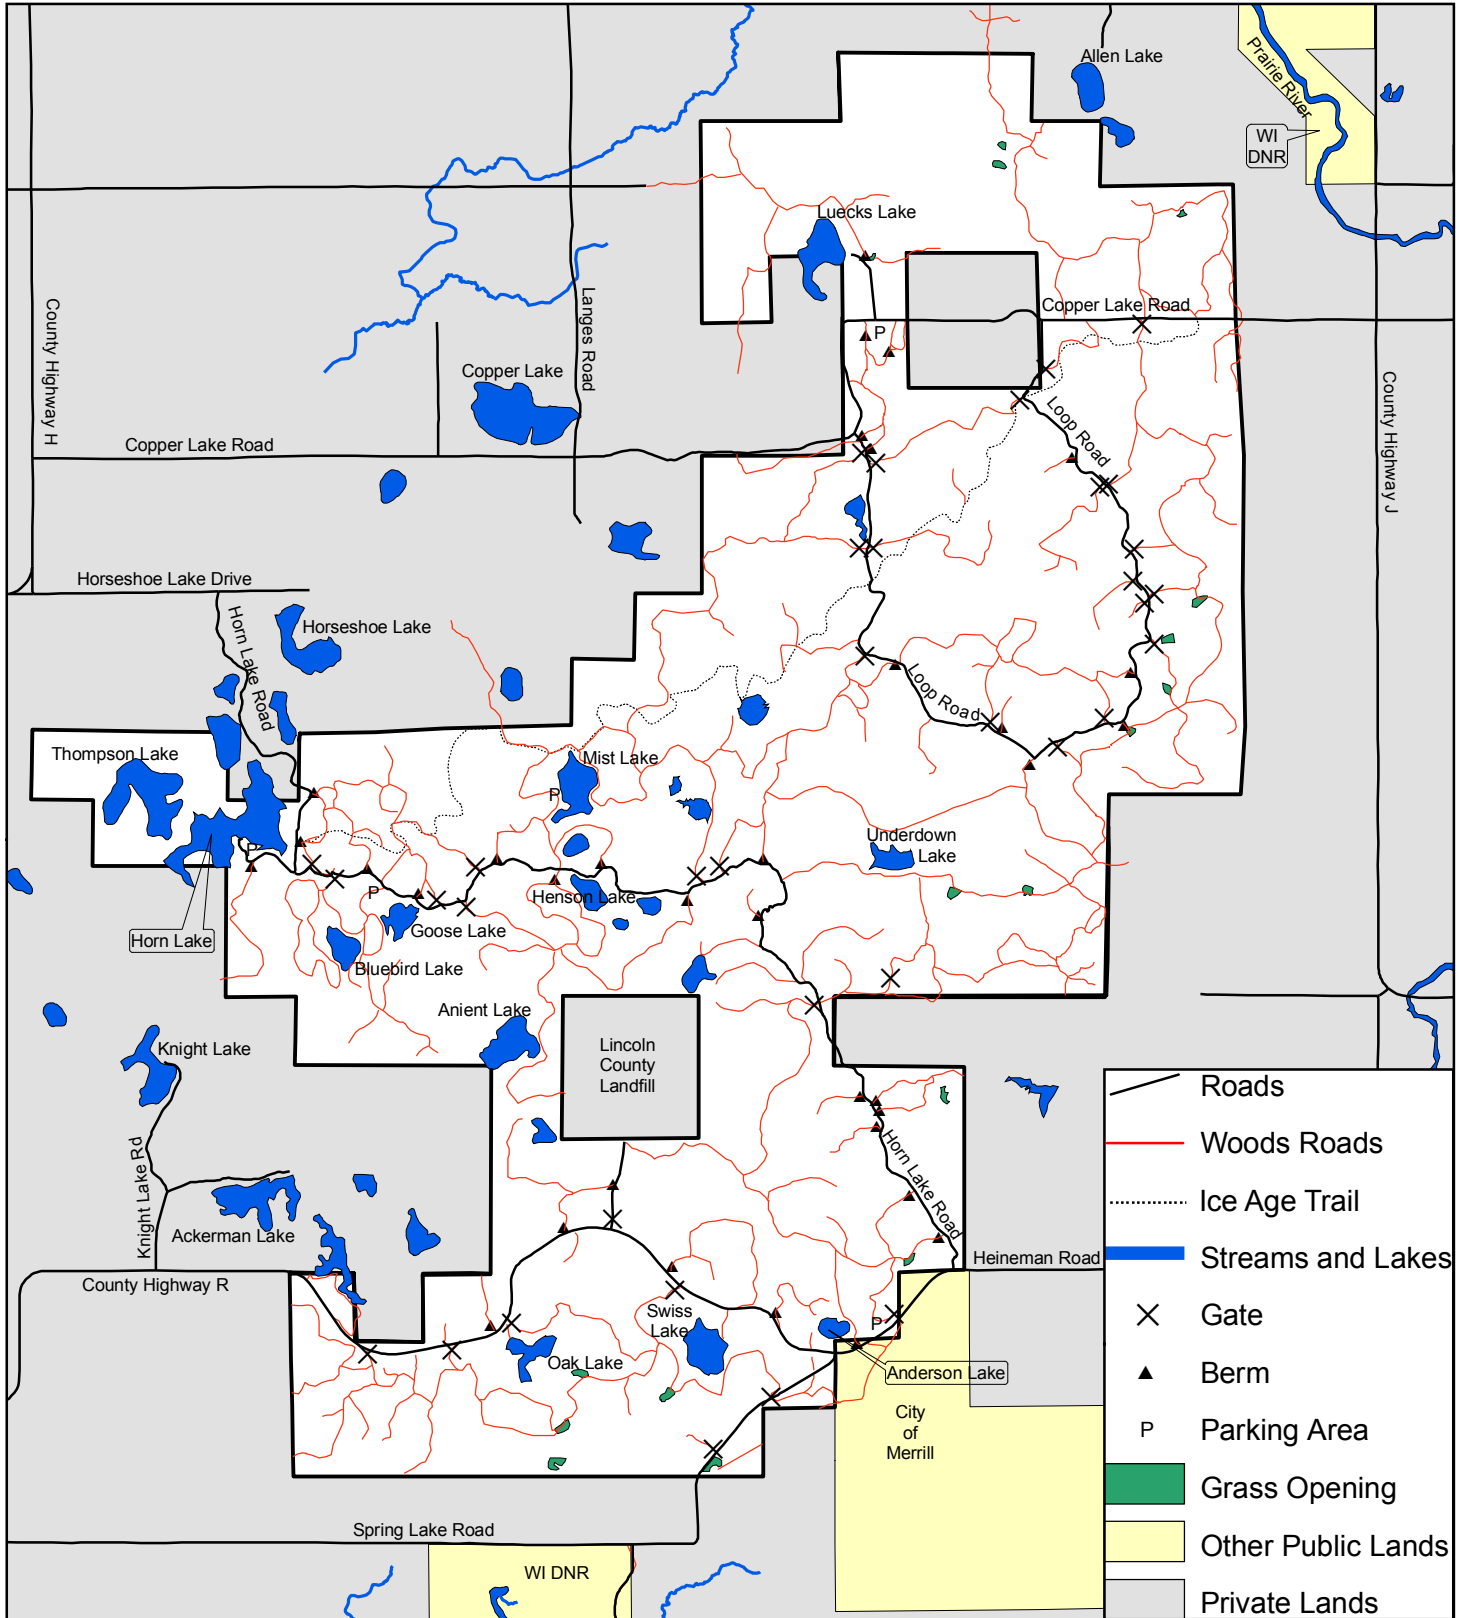 Allen Lake
Prairie River
WI
DNR
Luecks Lake
County Highway H
Langes Road
Copper Lake Road
P
Copper Lake
County Highway J
Loop Road
Copper Lake Road
Horseshoe Lake Drive
Horn Lake Road
Horseshoe Lake
Loop Road
Thompson Lake
Mist Lake
P
Underdown
Lake
P
P
Henson Lake
Goose Lake
Horn Lake
Bluebird Lake
Anient Lake
Knight Lake
Lincoln
County
Landfill
Knight Lake Rd
Horn Lake Road
Ackerman Lake
Heineman Road
County Highway R
Swiss
Lake
P
Oak Lake
Anderson Lake
City
of
Merrill
Spring Lake Road
WI DNR
Roads
Woods Roads
Ice Age Trail
Streams and Lakes
Gate
Berm
P Parking Area
Grass Opening
Other Public Lands
Private Lands